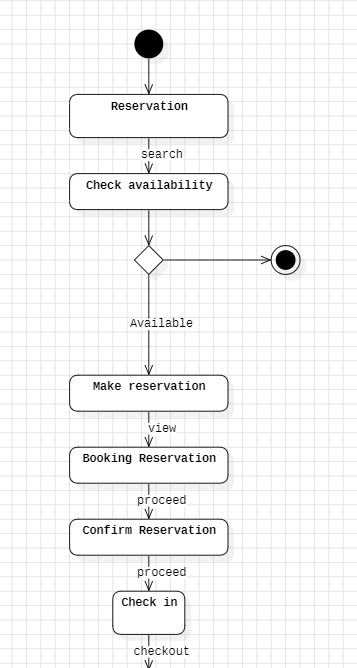 Reservation
search
Check availability
Available
Make reservation
view
Booking Reservation
proceed
Confirm Reservation
proceed
Check in
checkout